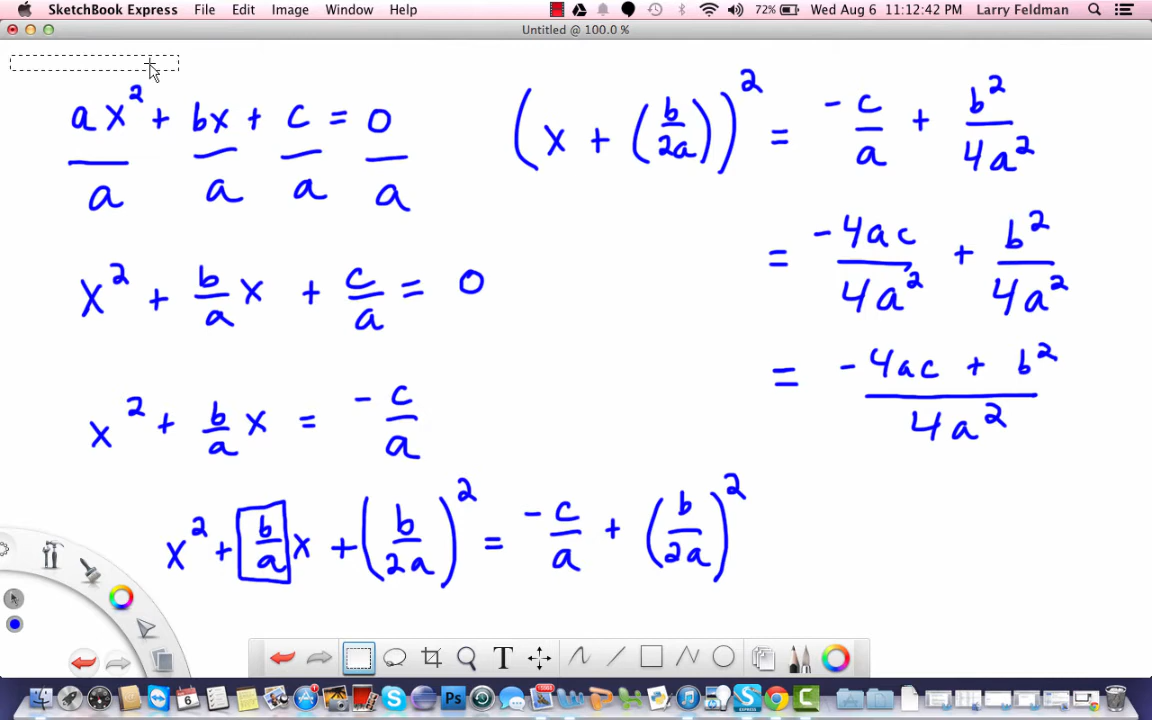 SketchBook Express File Edit Image Window Help 72% Wed Aug 6 11:12:42 PM Larry Feldman
Untitled @ 100.0 %
ax² + bx + c = 0
a a a a
x² + b/a x + c/a = 0
x² + b/a x = -c/a
x² + b/a x + (b/2a)² = -c/a + (b/2a)²
(x + (b/2a))² = -c/a + b²/4a²
= -4ac/4a² + b²/4a²
= -4ac + b²/4a²
T
6
Ps
S